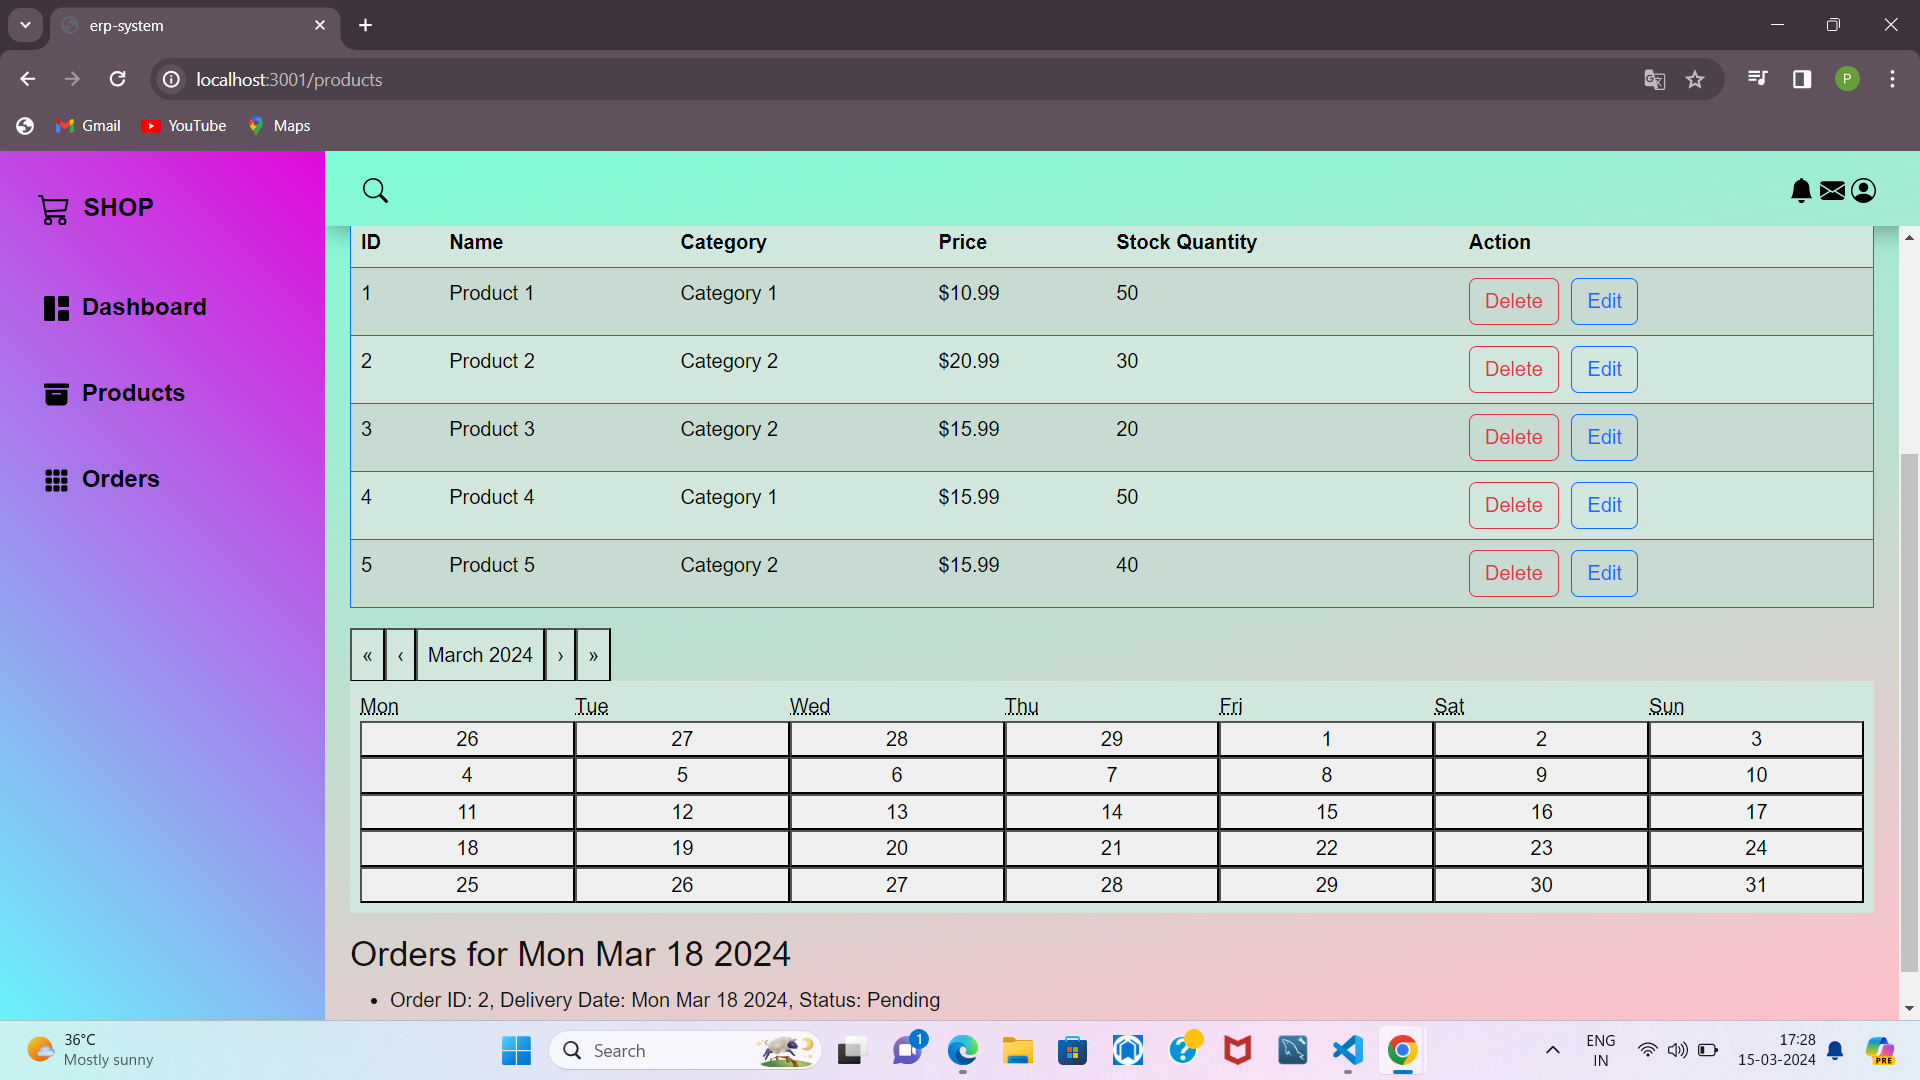 erp-system
localhost:3001/products
Gmail YouTube Maps
SHOP
Dashboard
Products
Orders
ID Name Category Price Stock Quantity Action
1 Product 1 Category 1 $10.99 50 Delete Edit
2 Product 2 Category 2 $20.99 30 Delete Edit
3 Product 3 Category 2 $15.99 20 Delete Edit
4 Product 4 Category 1 $15.99 50 Delete Edit
5 Product 5 Category 2 $15.99 40 Delete Edit
« ‹ March 2024 › »
Mon Tue Wed Thu Fri Sat Sun
26 27 28 29 1 2 3
4 5 6 7 8 9 10
11 12 13 14 15 16 17
18 19 20 21 22 23 24
25 26 27 28 29 30 31
Orders for Mon Mar 18 2024
• Order ID: 2, Delivery Date: Mon Mar 18 2024, Status: Pending
36°C
Mostly sunny
Search
1
ENG
IN
17:28
15-03-2024
PRE
P